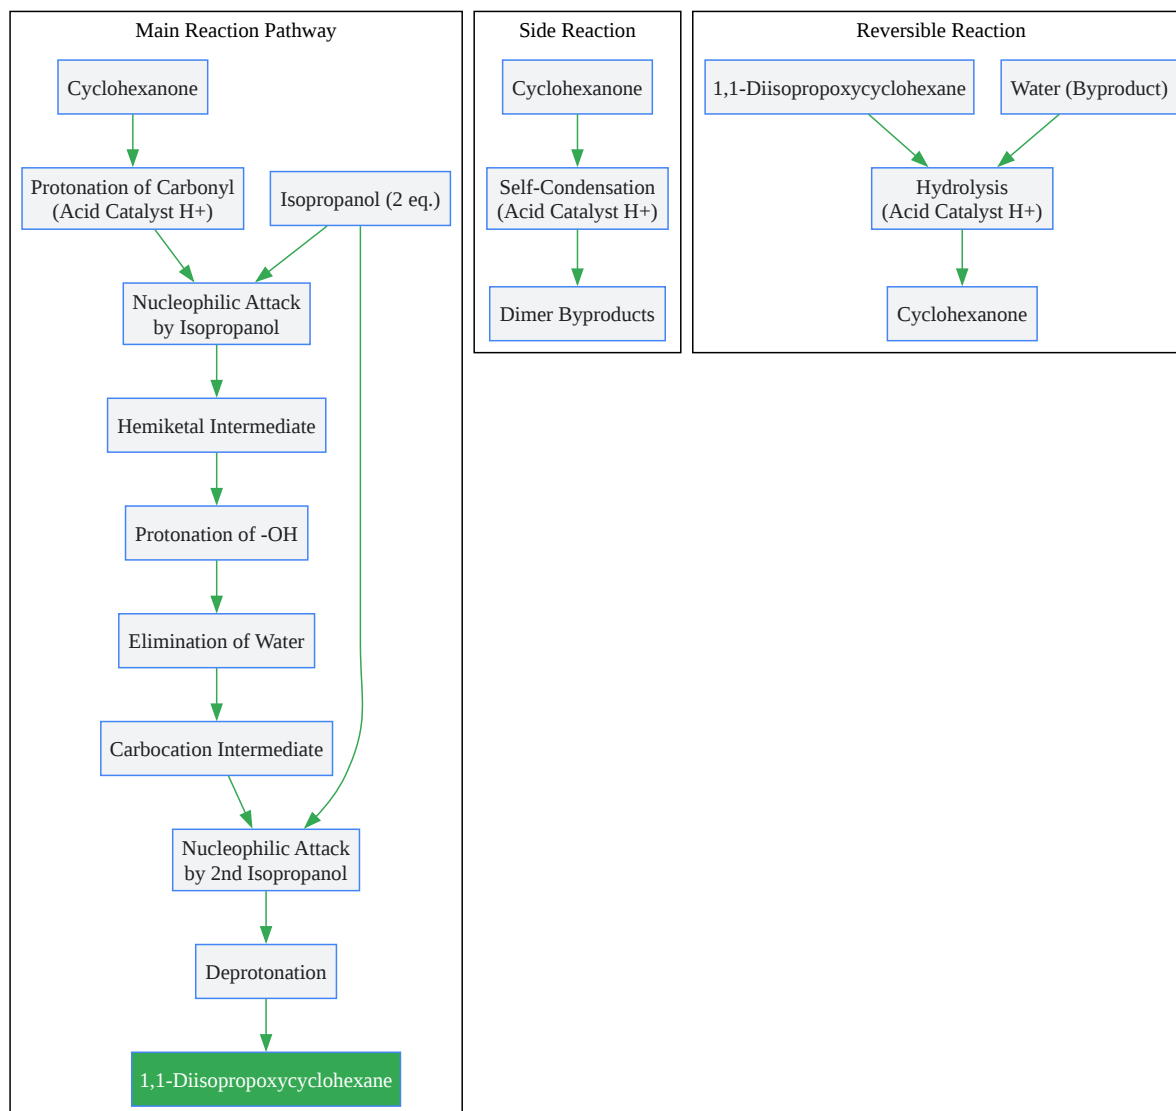 Main Reaction Pathway
Cyclohexanone
Protonation of Carbonyl
(Acid Catalyst H+)
Isopropanol (2 eq.)
Nucleophilic Attack
by Isopropanol
Hemiketal Intermediate
Protonation of -OH
Elimination of Water
Carbocation Intermediate
Nucleophilic Attack
by 2nd Isopropanol
Deprotonation
1,1-Diisopropoxycyclohexane
Side Reaction
Cyclohexanone
Self-Condensation
(Acid Catalyst H+)
Dimer Byproducts
Reversible Reaction
1,1-Diisopropoxycyclohexane
Water (Byproduct)
Hydrolysis
(Acid Catalyst H+)
Cyclohexanone